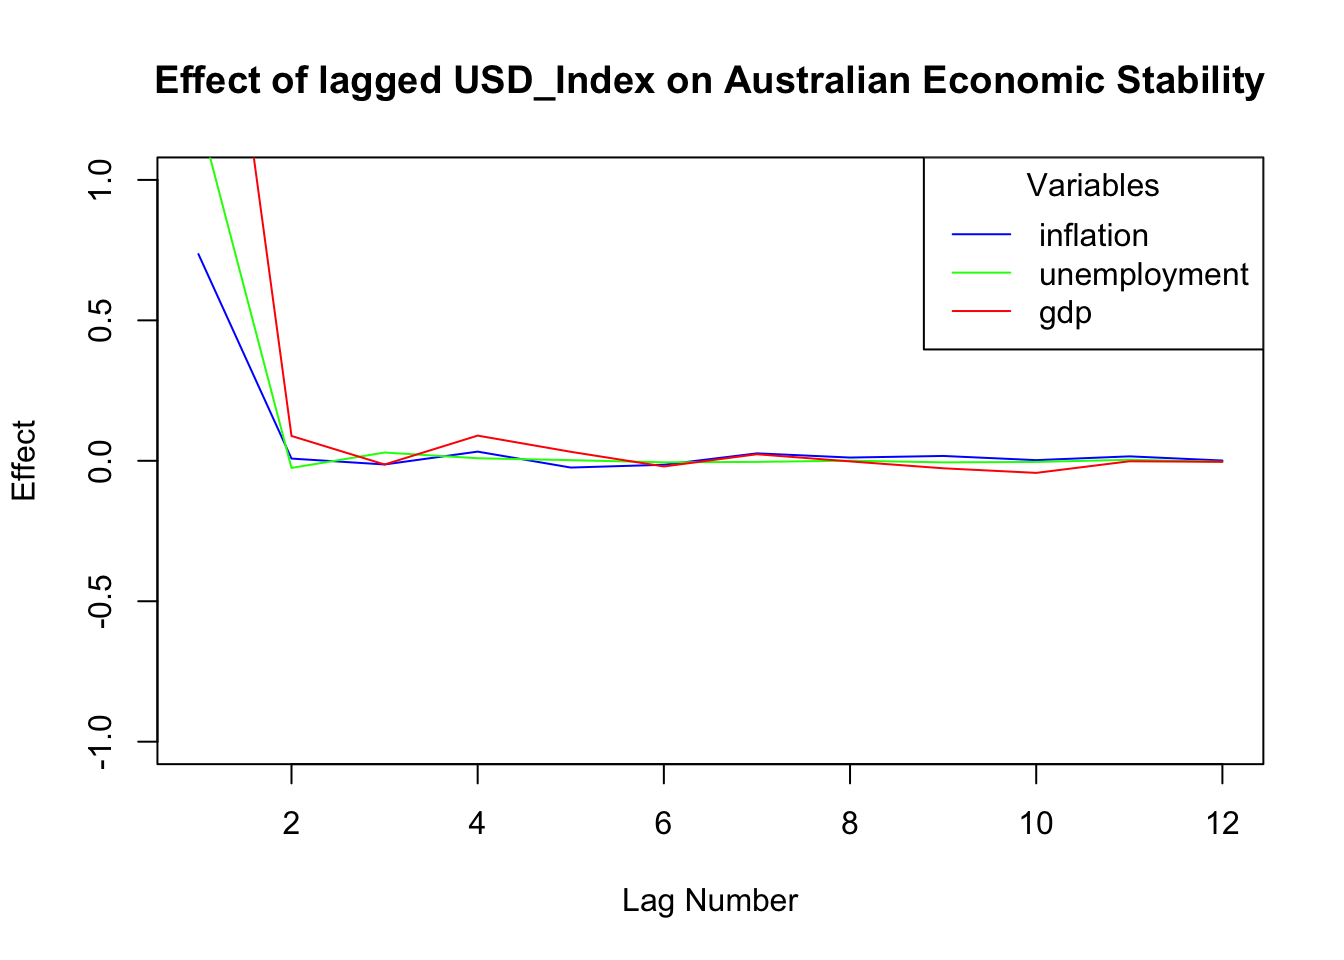 Effect of lagged USD_Index on Australian Economic Stability
Variables
inflation
unemployment
gdp
Effect
1.0
0.5
0.0
-0.5
-1.0
2 4 6 8 10 12
Lag Number